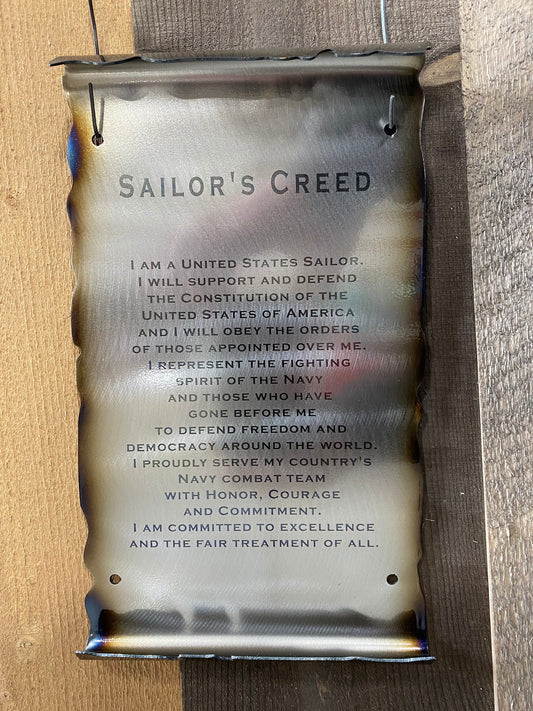 SAILOR'S CREED
I AM A UNITED STATES SAILOR.
I WILL SUPPORT AND DEFEND
THE CONSTITUTION OF THE
UNITED STATES OF AMERICA
AND I WILL OBEY THE ORDERS
OF THOSE APPOINTED OVER ME.
I REPRESENT THE FIGHTING
SPIRIT OF THE NAVY
AND THOSE WHO HAVE
GONE BEFORE ME
TO DEFEND FREEDOM AND
DEMOCRACY AROUND THE WORLD.
I PROUDLY SERVE MY COUNTRY'S
NAVY COMBAT TEAM
WITH HONOR, COURAGE
AND COMMITMENT.
I AM COMMITTED TO EXCELLENCE
AND THE FAIR TREATMENT OF ALL.